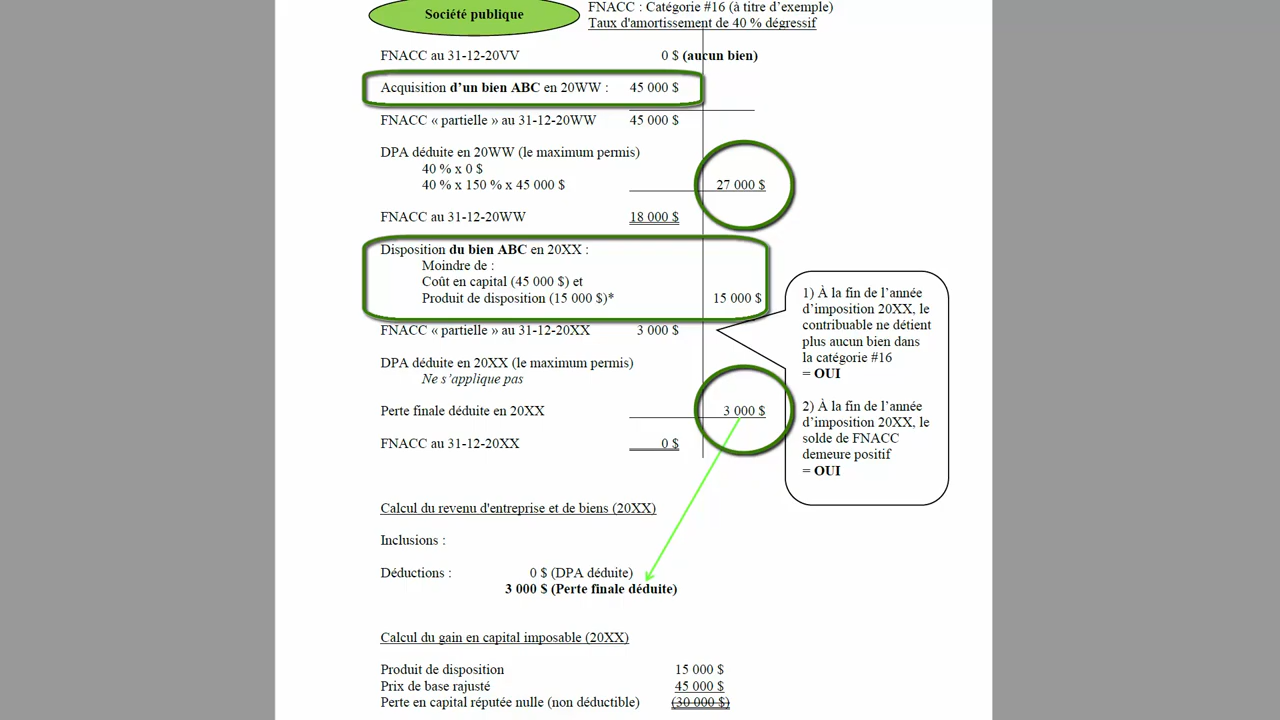 Société publique
FNACC : Catégorie #16 (à titre d’exemple)
Taux d'amortissement de 40 % dégressif
FNACC au 31-12-20VV 0 $ (aucun bien)
Acquisition d’un bien ABC en 20WW : 45 000 $
FNACC « partielle » au 31-12-20WW 45 000 $
DPA déduite en 20WW (le maximum permis)
40 % x 0 $
40 % x 150 % x 45 000 $ 27 000 $
FNACC au 31-12-20WW 18 000 $
Disposition du bien ABC en 20XX :
Moindre de :
Coût en capital (45 000 $) et
Produit de disposition (15 000 $)* 15 000 $
FNACC « partielle » au 31-12-20XX 3 000 $
DPA déduite en 20XX (le maximum permis)
Ne s’applique pas
Perte finale déduite en 20XX 3 000 $
FNACC au 31-12-20XX 0 $
1) À la fin de l’année
d’imposition 20XX, le
contribuable ne détient
plus aucun bien dans
la catégorie #16
= OUI
2) À la fin de l’année
d’imposition 20XX, le
solde de FNACC
demeure positif
= OUI
Calcul du revenu d'entreprise et de biens (20XX)
Inclusions :
Déductions : 0 $ (DPA déduite)
3 000 $ (Perte finale déduite)
Calcul du gain en capital imposable (20XX)
Produit de disposition 15 000 $
Prix de base rajusté 45 000 $
Perte en capital réputée nulle (non déductible) (30 000 $)